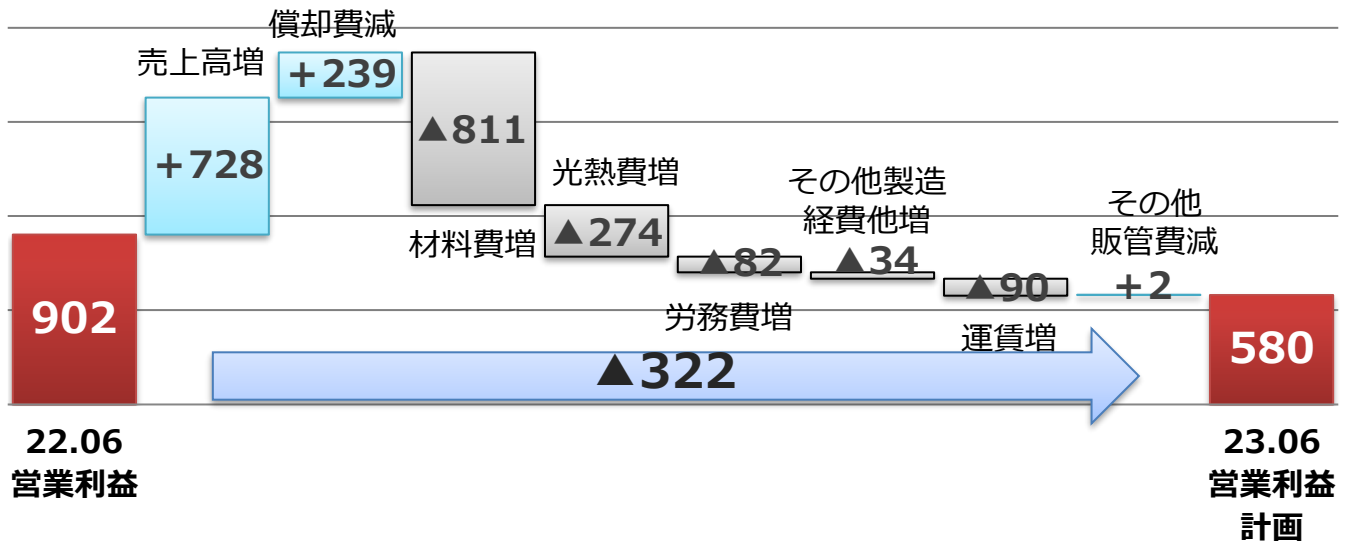 償却費減
売上高増
+239
+728
▲811
材料費増
光熱費増
▲274
▲82
労務費増
その他製造
経費他増
▲34
▲90
運賃増
その他
販管費減
+2
902
580
▲322
22.06
営業利益
23.06
営業利益
計画